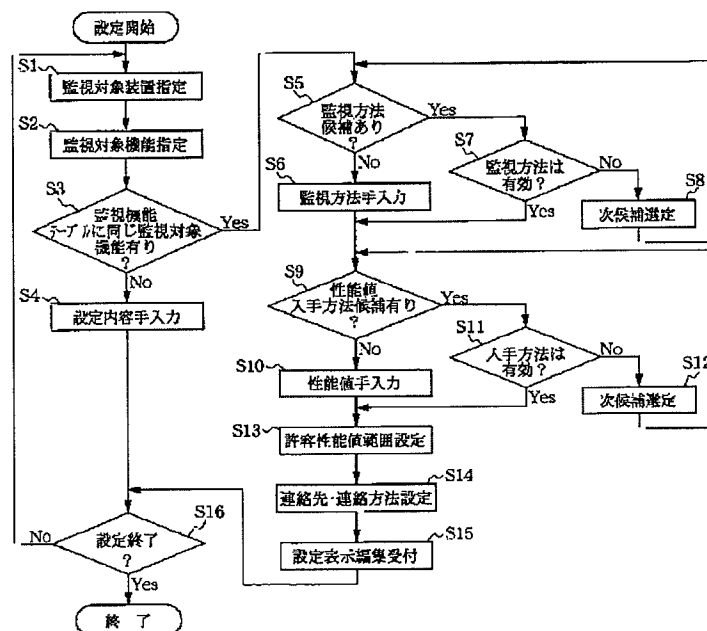 設定開始
S1
監視対象装置指定
S2
監視対象機能指定
S3
監視機能
テーブルに同じ監視対象
機能有り
?
Yes
No
S4
設定内容手入力
S5
監視方法
候補あり
?
Yes
No
S6
監視方法手入力
S7
監視方法は
有効?
No
Yes
S8
次候補選定
S9
性能値
入手方法候補有り
?
Yes
No
S10
性能値手入力
S11
入手方法は
有効?
No
Yes
S12
次候補選定
S13
許容性能値範囲設定
S14
連絡先・連絡方法設定
S15
設定表示編集受付
S16
設定終了
?
No
Yes
終 了